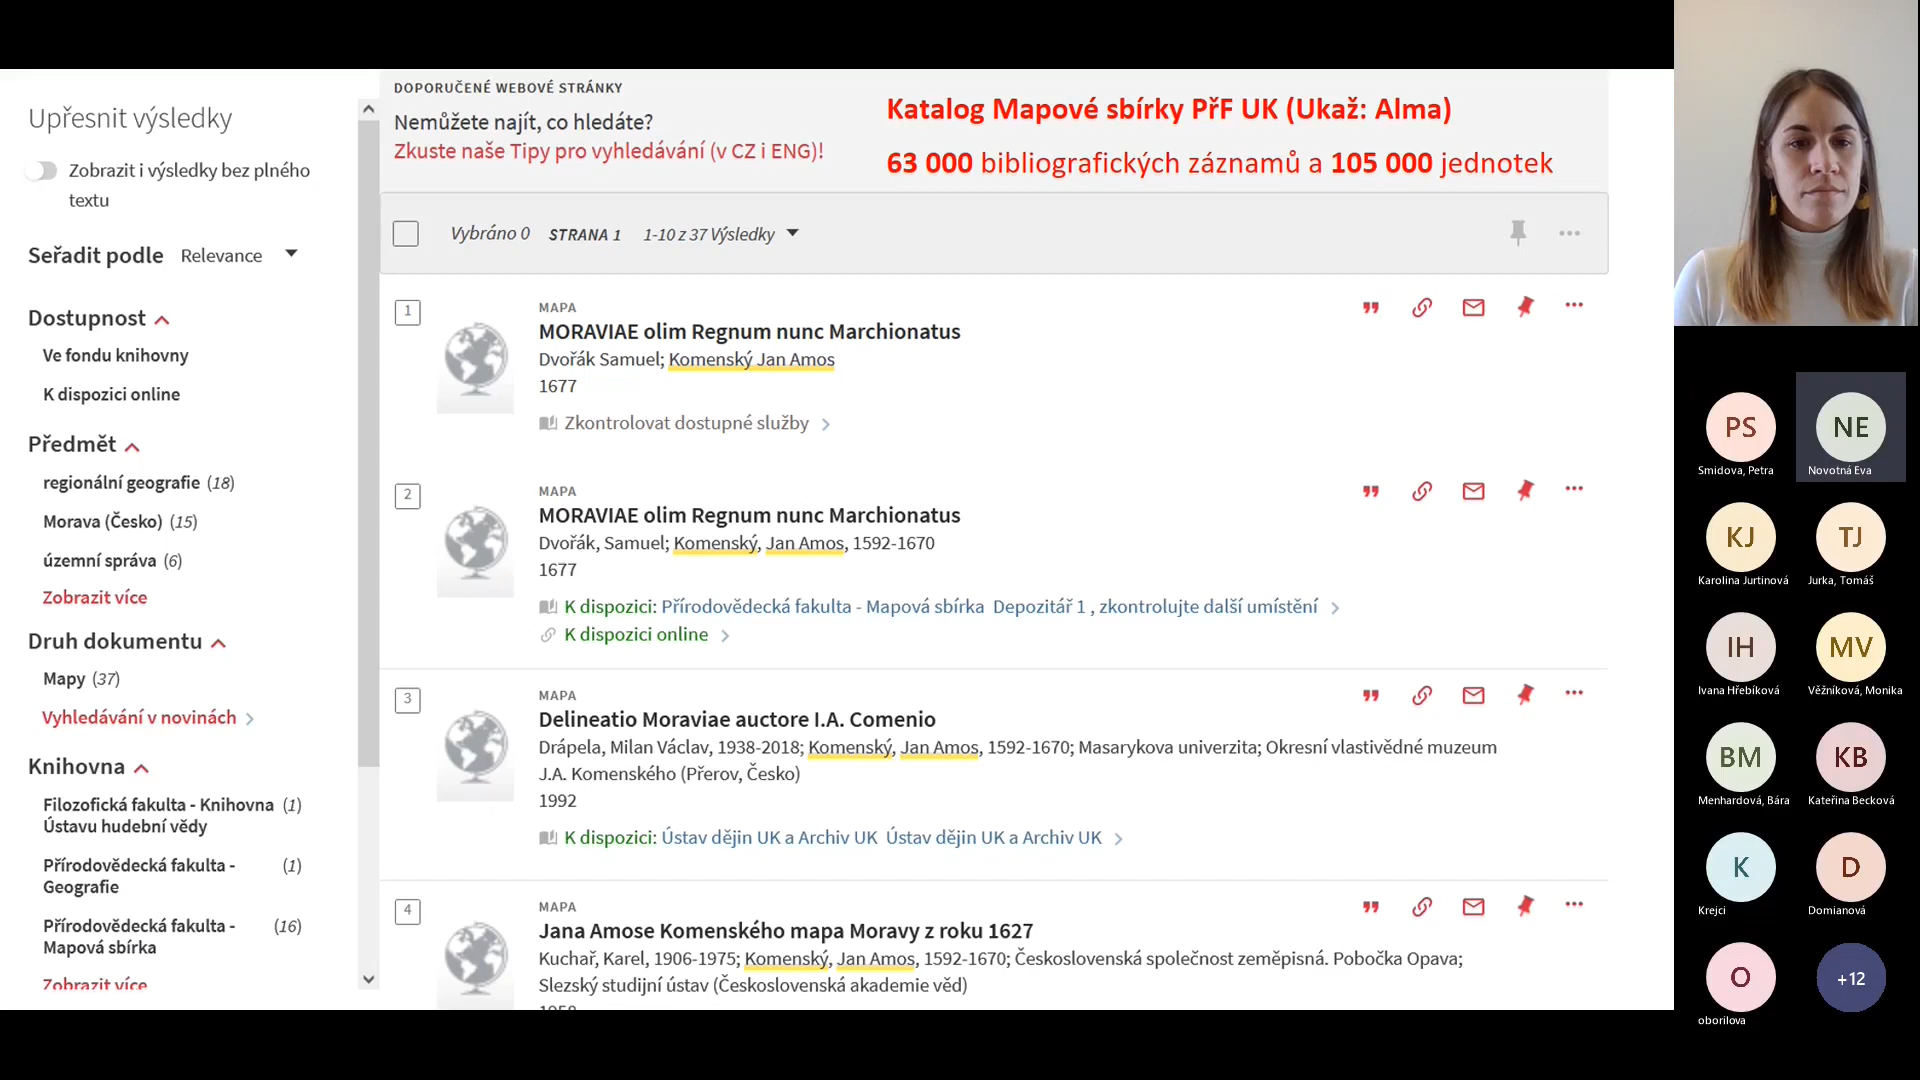 Upřesnit výsledky
Zobrazit i výsledky bez plného
textu
Seřadit podle Relevance
Dostupnost
Ve fondu knihovny
K dispozici online
Předmět
regionální geografie (18)
Morava (Česko) (15)
územní správa (6)
Zobrazit více
Druh dokumentu
Mapy (37)
Vyhledávání v novinách
Knihovna
Filozofická fakulta - Knihovna (1)
Ústavu hudební vědy
Přírodovědecká fakulta - (1)
Geografie
Přírodovědecká fakulta - (16)
Mapová sbírka
Zobrazit více
DOPORUČENÉ WEBOVÉ STRÁNKY
Nemůžete najít, co hledáte?
Zkuste naše Tipy pro vyhledávání (v CZ i ENG)!
Katalog Mapové sbírky PřF UK (Ukaž: Alma)
63 000 bibliografických záznamů a 105 000 jednotek
Vybráno 0 STRANA 1 1-10 z 37 Výsledky
1
MAPA
MORAVIAE olim Regnum nunc Marchionatus
Dvořák Samuel; Komenský Jan Amos
1677
Zkontrolovat dostupné služby
2
MAPA
MORAVIAE olim Regnum nunc Marchionatus
Dvořák, Samuel; Komenský, Jan Amos, 1592-1670
1677
K dispozici: Přírodovědecká fakulta - Mapová sbírka Depozitář 1 , zkontrolujte další umístění
K dispozici online
3
MAPA
Delineatio Moraviae auctore I.A. Comenio
Drápela, Milan Václav, 1938-2018; Komenský, Jan Amos, 1592-1670; Masarykova univerzita; Okresní vlastivědné muzeum
J.A. Komenského (Přerov, Česko)
1992
K dispozici: Ústav dějin UK a Archiv UK Ústav dějin UK a Archiv UK
4
MAPA
Jana Amose Komenského mapa Moravy z roku 1627
Kuchař, Karel, 1906-1975; Komenský, Jan Amos, 1592-1670; Československá společnost zeměpisná. Pobočka Opava;
Slezský studijní ústav (Československá akademie věd)
PS
Smidova, Petra
NE
Novotná Eva
KJ
Karolina Jurtinová
TJ
Jurka, Tomáš
IH
Ivana Hřebíková
MV
Věžníková, Monika
BM
Menhardová, Bára
KB
Kateřina Becková
K
Krejci
D
Domianová
O
oborilova
+12